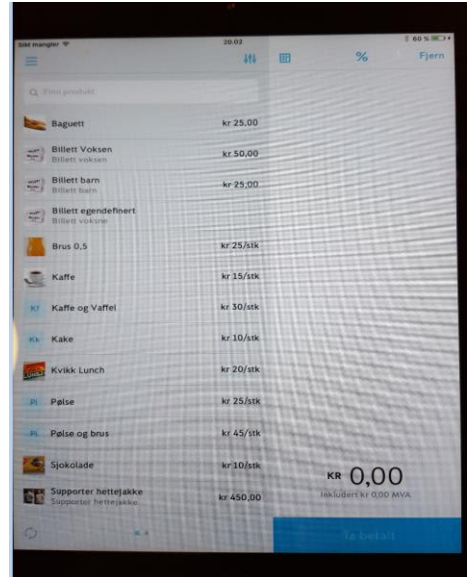 SIM mangler
20.02
60 %
%
Fjern
Finn produkt
Baguett kr 25,00
Billett Voksen kr 50,00
Billett voksen
Billett barn kr 25,00
Billett barn
Billett egendefinert
Billett voksne
Brus 0,5 kr 25/stk
Kaffe kr 15/stk
Kf Kaffe og Vaffel kr 30/stk
Kk Kake kr 10/stk
Kvikk Lunch kr 20/stk
Pl Pølse kr 25/stk
Pl Pølse og brus kr 45/stk
Sjokolade kr 10/stk
Supporter hettejakke kr 450,00
Supporter hettejakke
KR 0,00
Inkludert kr 0,00 MVA
Ta betalt